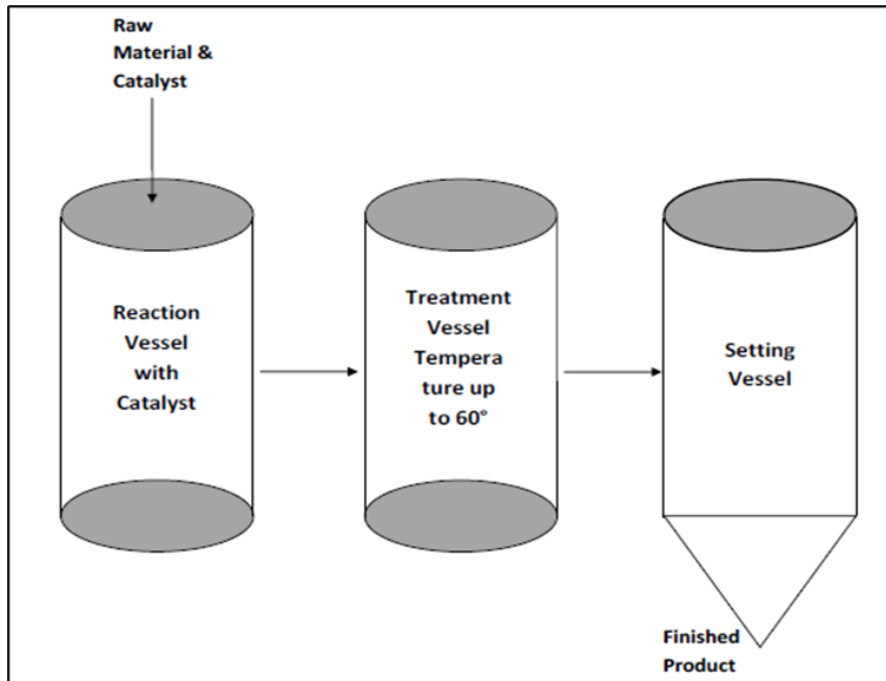 Raw
Material &
Catalyst
Reaction
Vessel
with
Catalyst
Treatment
Vessel
Tempera
ture up
to 60°
Setting
Vessel
Finished
Product